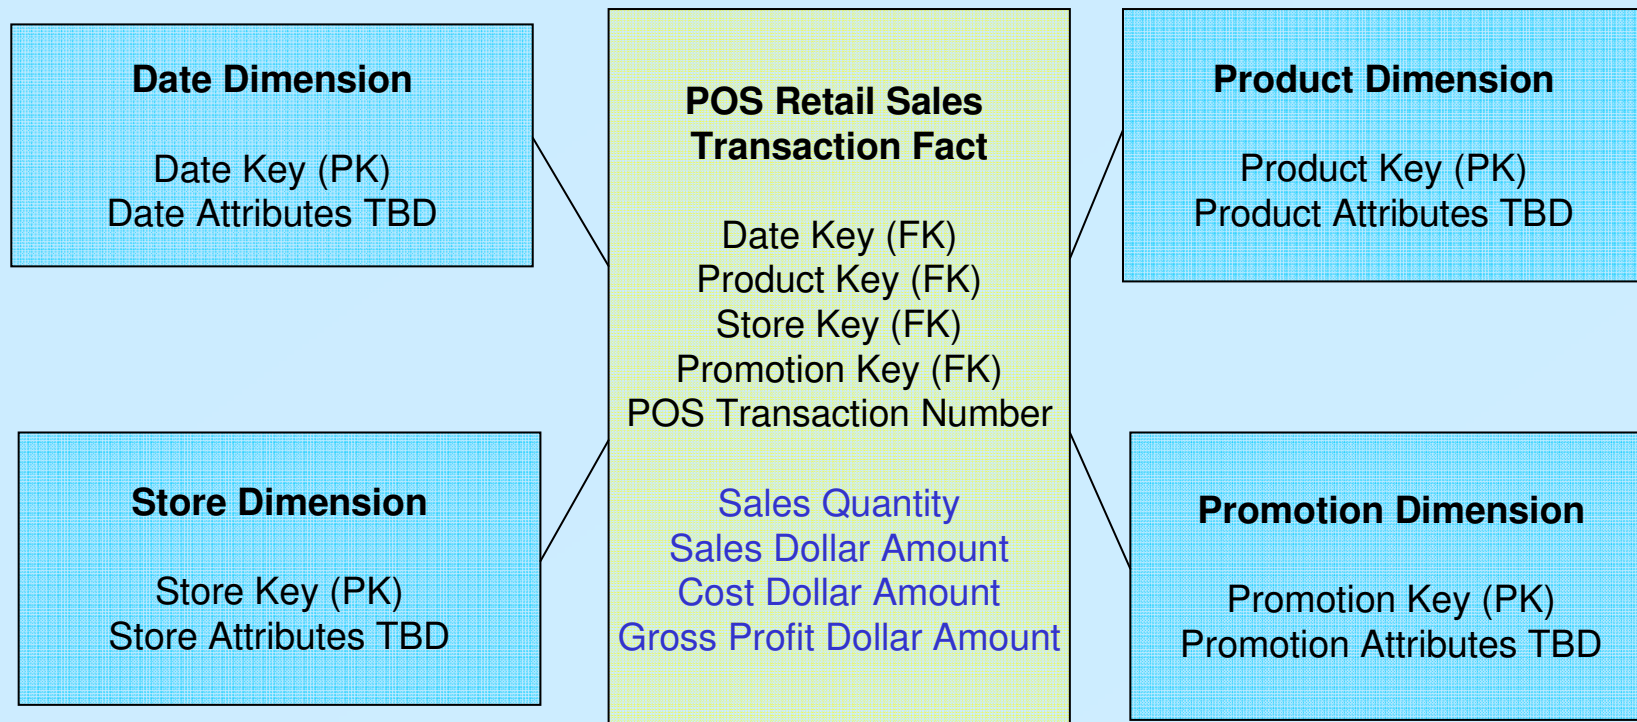 Date Dimension
Date Key (PK)
Date Attributes TBD
POS Retail Sales
Transaction Fact
Date Key (FK)
Product Key (FK)
Store Key (FK)
Promotion Key (FK)
POS Transaction Number
Sales Quantity
Sales Dollar Amount
Cost Dollar Amount
Gross Profit Dollar Amount
Product Dimension
Product Key (PK)
Product Attributes TBD
Store Dimension
Store Key (PK)
Store Attributes TBD
Promotion Dimension
Promotion Key (PK)
Promotion Attributes TBD